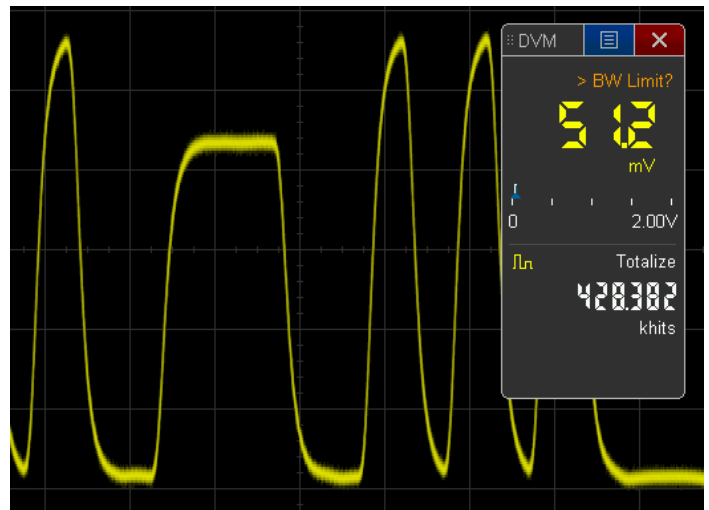 DVM
> BW Limit?
51.2
mV
0 2.00V
Totalize
428.382
khits